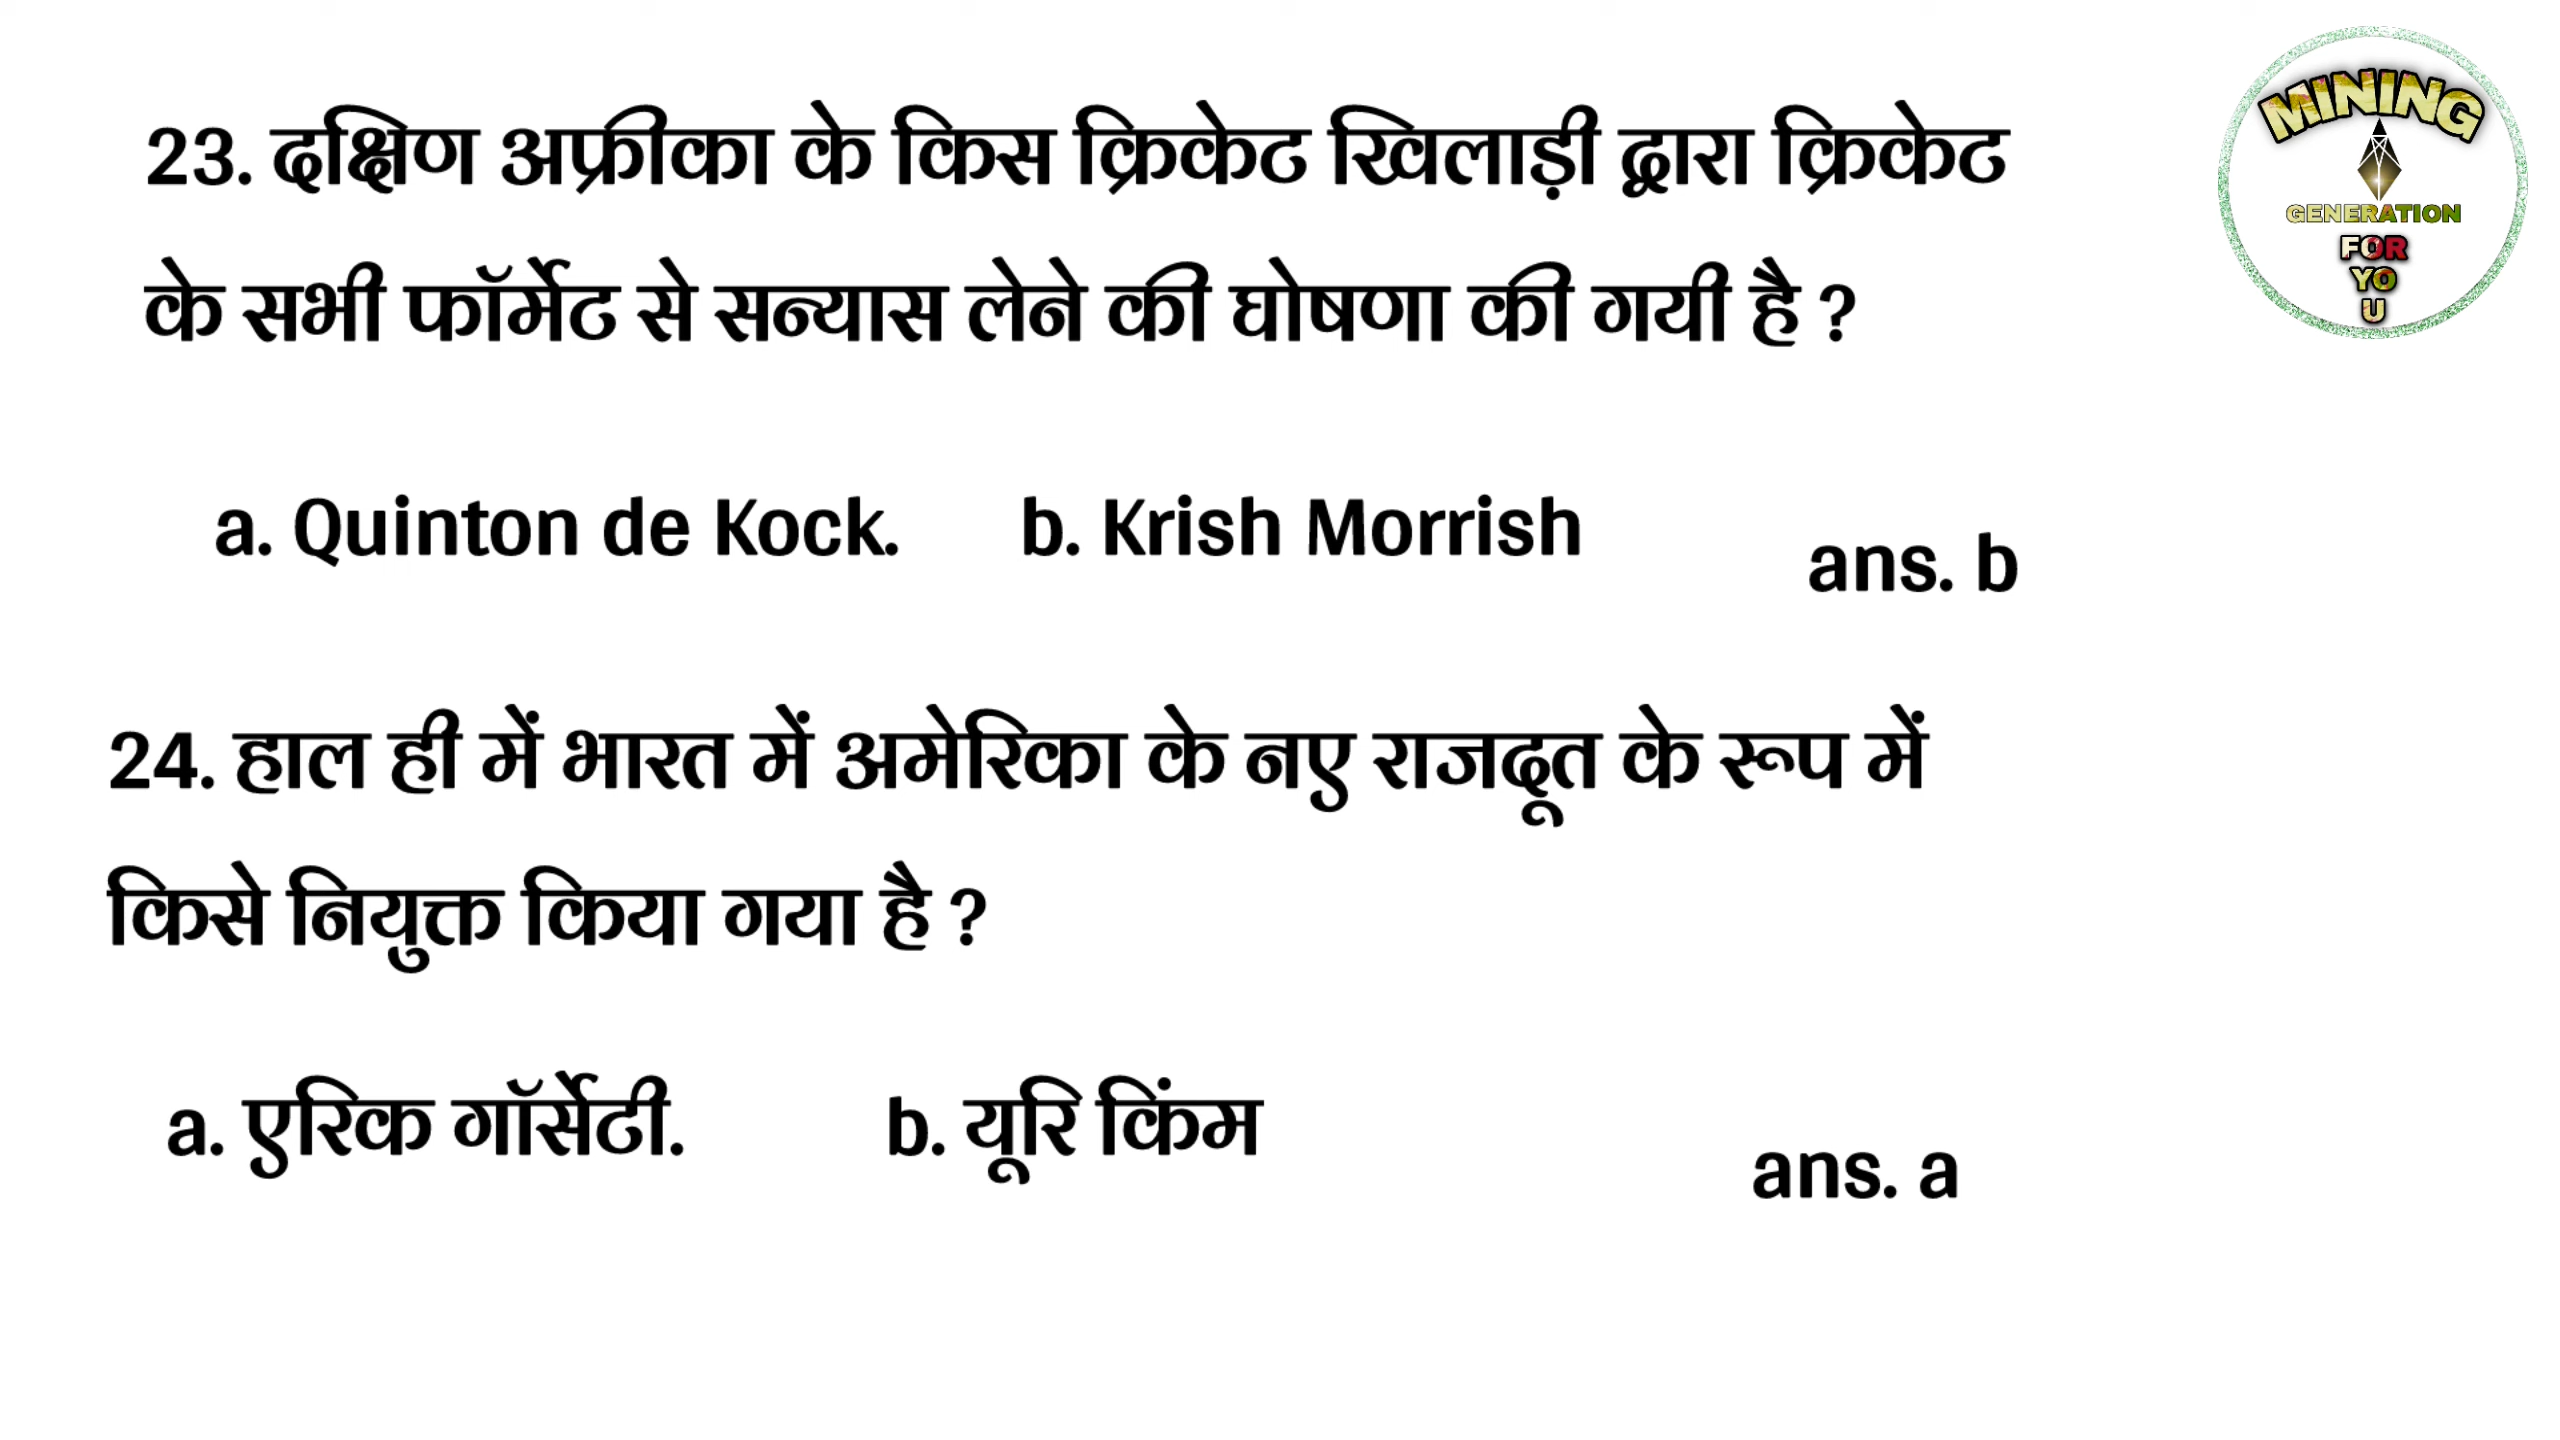 23. दक्षिण अफ्रीका के किस क्रिकेट खिलाड़ी द्वारा क्रिकेट
के सभी फॉर्मेट से सन्यास लेने की घोषणा की गयी है ?
a. Quinton de Kock. b. Krish Morrish
ans. b
24. हाल ही में भारत में अमेरिका के नए राजदूत के रूप में
किसे नियुक्त किया गया है ?
a. एरिक गॉर्सेटी. b. यूरि किंम
ans. a
MINING
GENERATION
FOR
YO
U